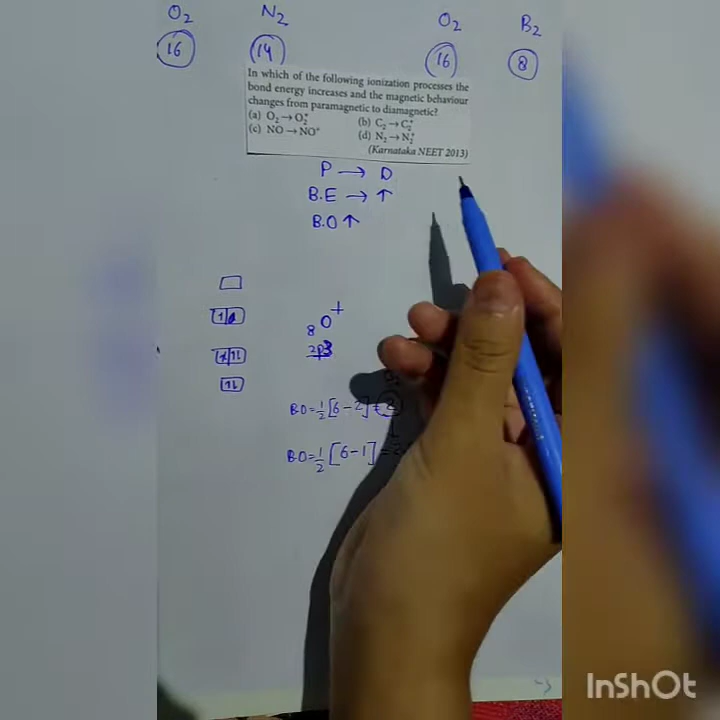 O₂ N₂ O₂ B₂
16 14 16 8
In which of the following ionization processes the
bond energy increases and the magnetic behaviour
changes from paramagnetic to diamagnetic?
(a) O₂ → O₂⁺ (b) C₂ → C₂⁺
(c) NO → NO⁺ (d) N₂ → N₂⁺
(Karnataka NEET 2013)
P → D
B.E → ↑
B.O ↑
₈O⁺
2p3
B.O = 1/2 [6-2] = 2
B.O = 1/2 [6-1] =
InShOt